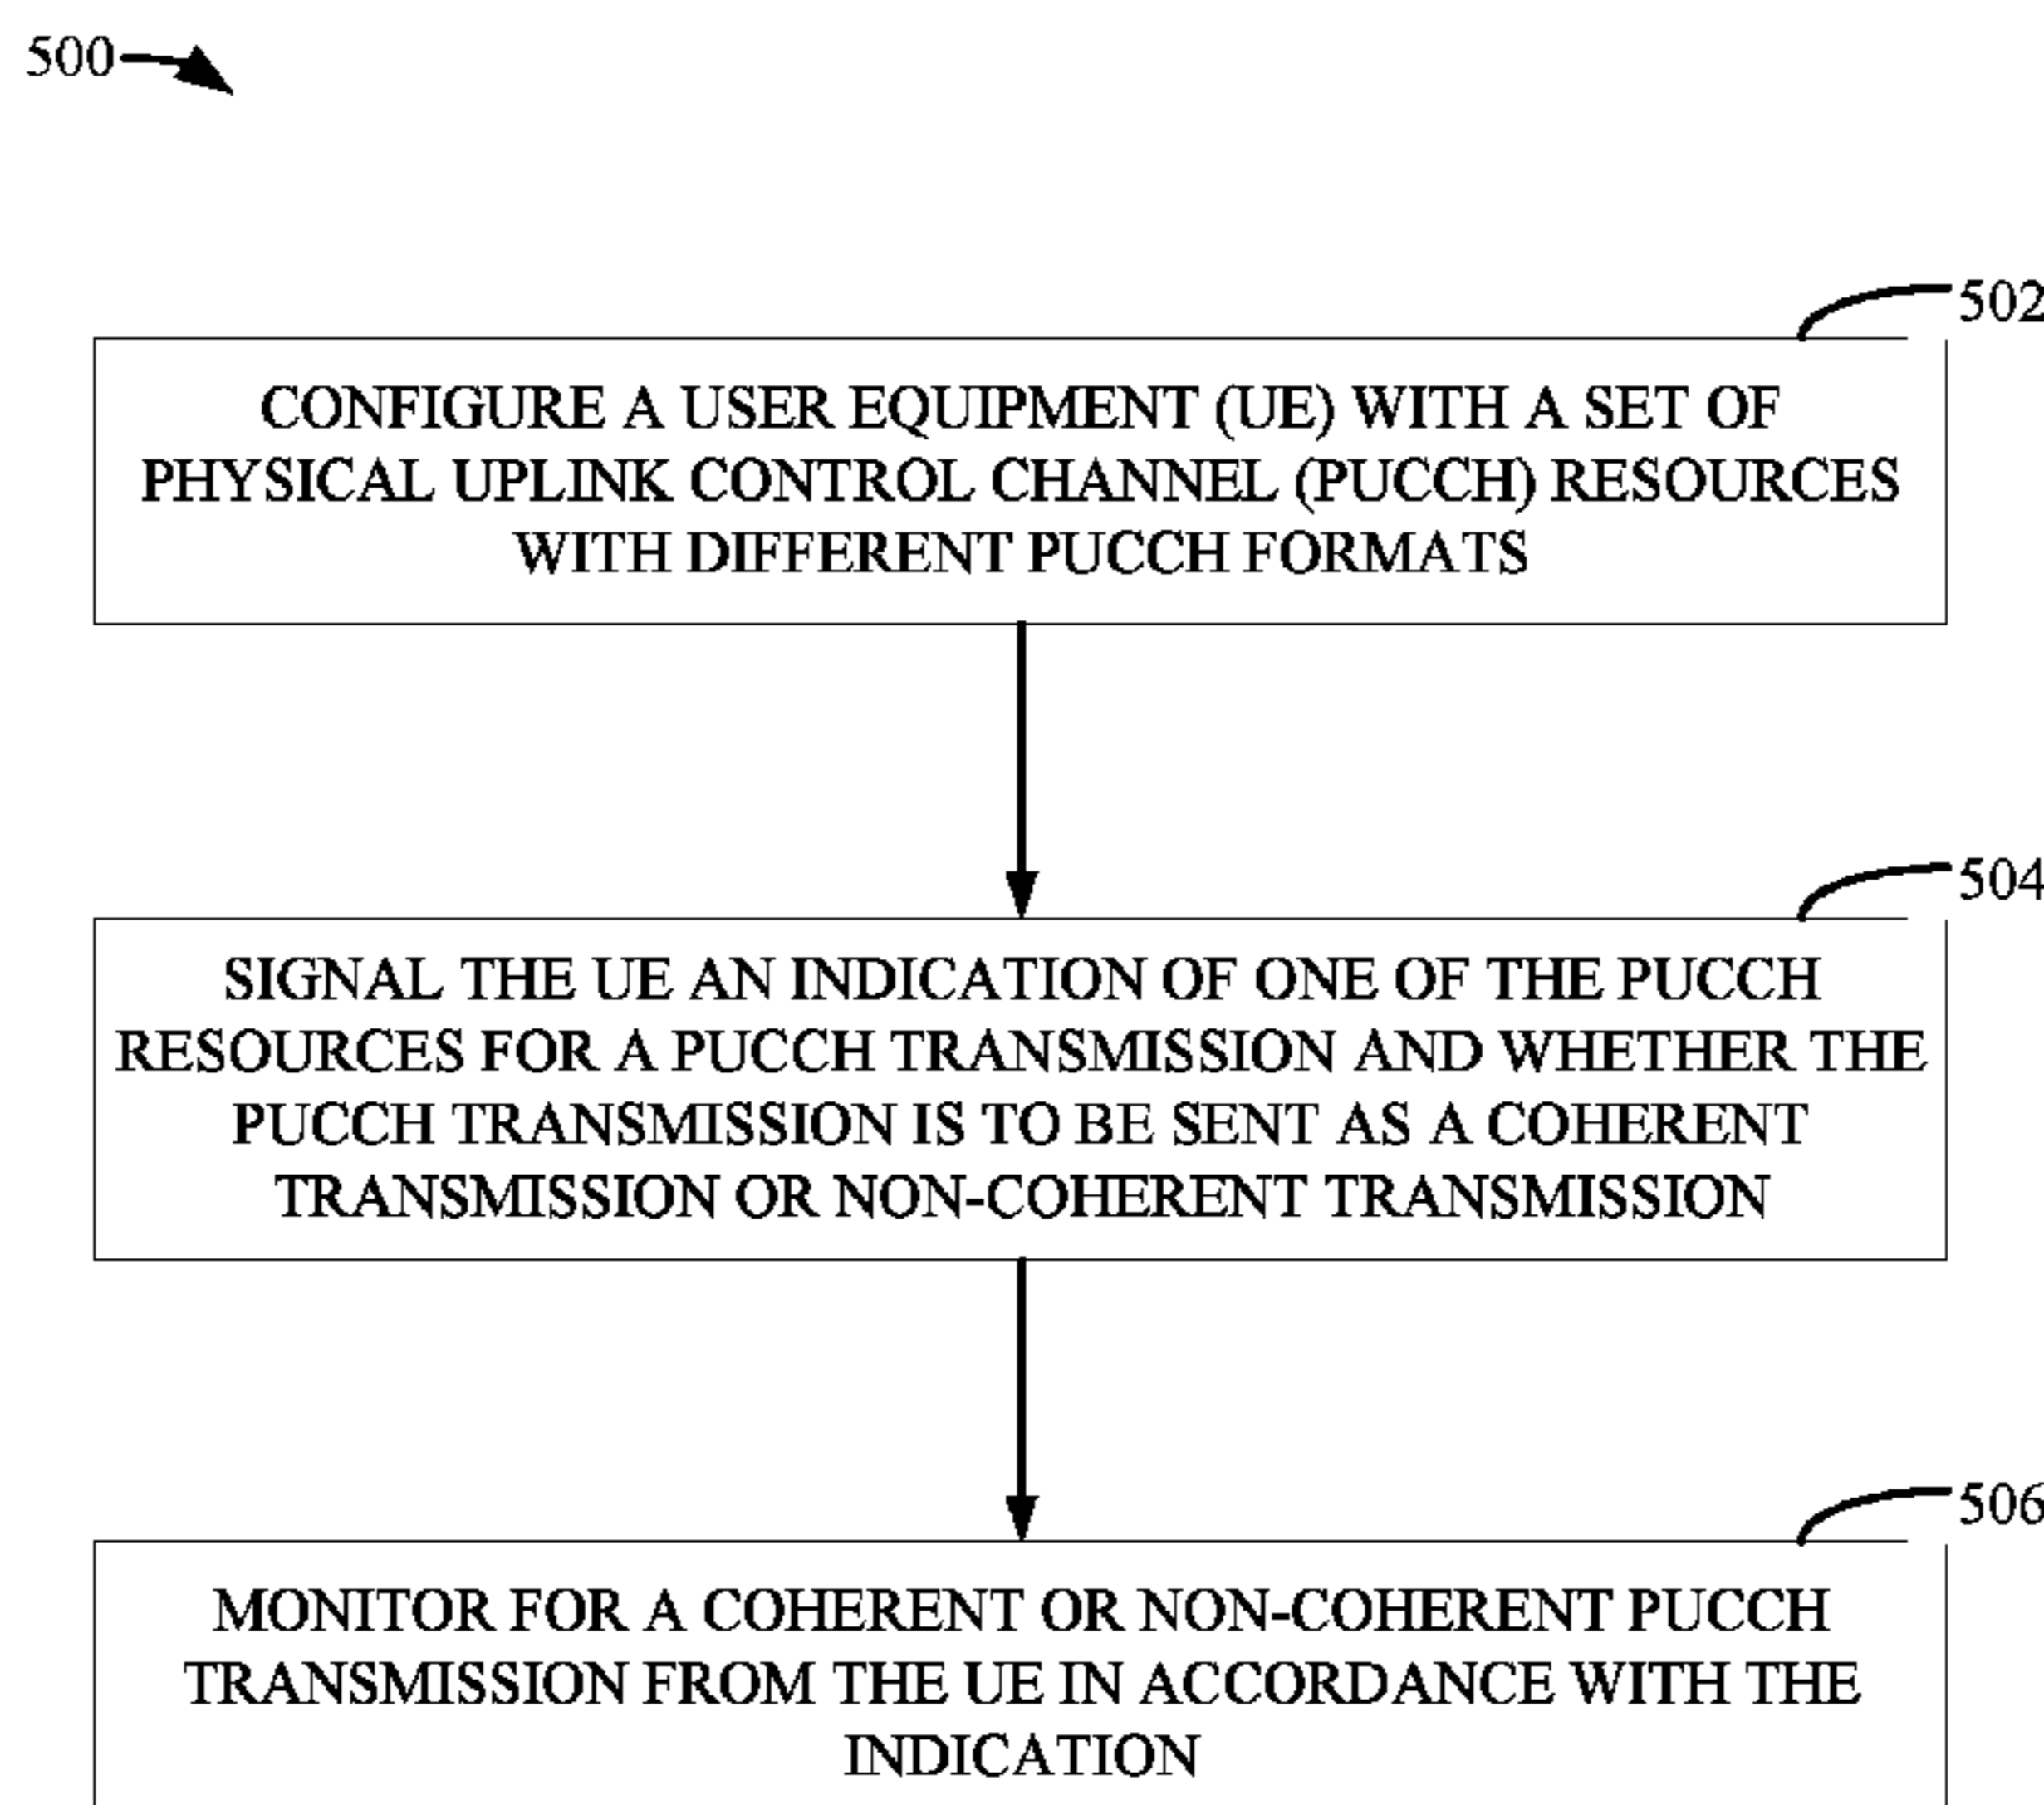 500
502
CONFIGURE A USER EQUIPMENT (UE) WITH A SET OF
PHYSICAL UPLINK CONTROL CHANNEL (PUCCH) RESOURCES
WITH DIFFERENT PUCCH FORMATS
504
SIGNAL THE UE AN INDICATION OF ONE OF THE PUCCH
RESOURCES FOR A PUCCH TRANSMISSION AND WHETHER THE
PUCCH TRANSMISSION IS TO BE SENT AS A COHERENT
TRANSMISSION OR NON-COHERENT TRANSMISSION
506
MONITOR FOR A COHERENT OR NON-COHERENT PUCCH
TRANSMISSION FROM THE UE IN ACCORDANCE WITH THE
INDICATION